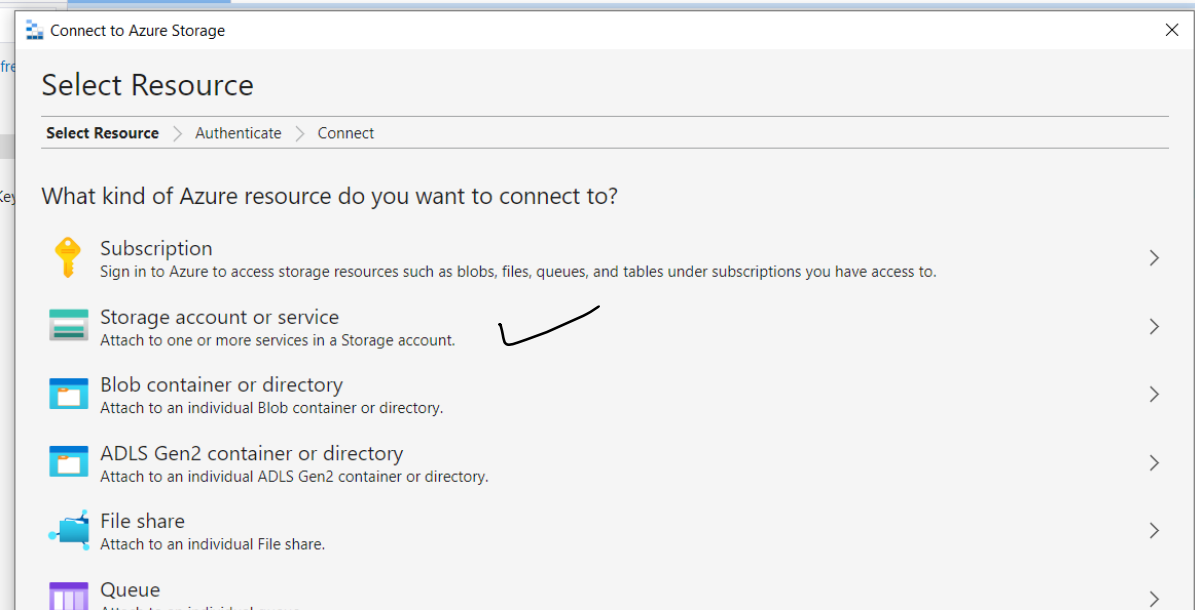 Connect to Azure Storage
Select Resource
fre
Select Resource Authenticate Connect
Key
What kind of Azure resource do you want to connect to?
Subscription
Sign in to Azure to access storage resources such as blobs, files, queues, and tables under subscriptions you have access to.
Storage account or service
Attach to one or more services in a Storage account.
Blob container or directory
Attach to an individual Blob container or directory.
ADLS Gen2 container or directory
Attach to an individual ADLS Gen2 container or directory.
File share
Attach to an individual File share.
Queue